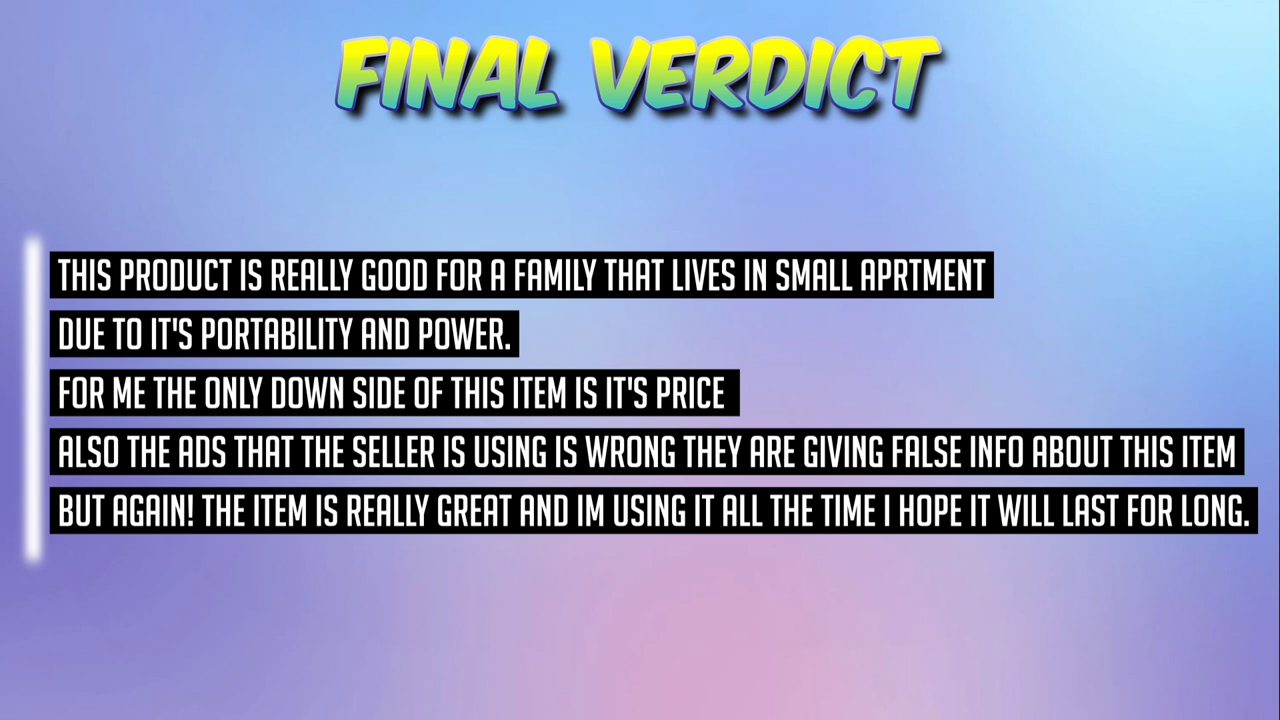 FINAL VERDICT
THIS PRODUCT IS REALLY GOOD FOR A FAMILY THAT LIVES IN SMALL APRTMENT
DUE TO IT'S PORTABILITY AND POWER.
FOR ME THE ONLY DOWN SIDE OF THIS ITEM IS IT'S PRICE
ALSO THE ADS THAT THE SELLER IS USING IS WRONG THEY ARE GIVING FALSE INFO ABOUT THIS ITEM
BUT AGAIN! THE ITEM IS REALLY GREAT AND IM USING IT ALL THE TIME I HOPE IT WILL LAST FOR LONG.